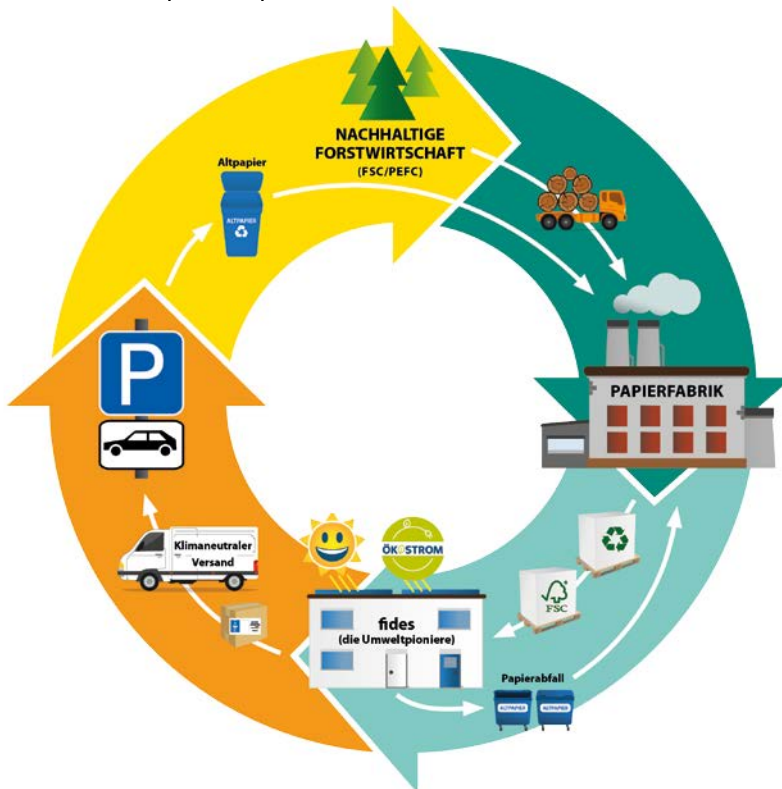 NACHHALTIGE
FORSTWIRTSCHAFT
(FSC/PEFC)
Altpapier
ALTPAPIER
P
PAPIERFABRIK
Klimaneutraler
Versand
ÖKOSTROM
FSC
fides
(die Umweltpioniere)
Papierabfall
ALTPAPIER
ALTPAPIER